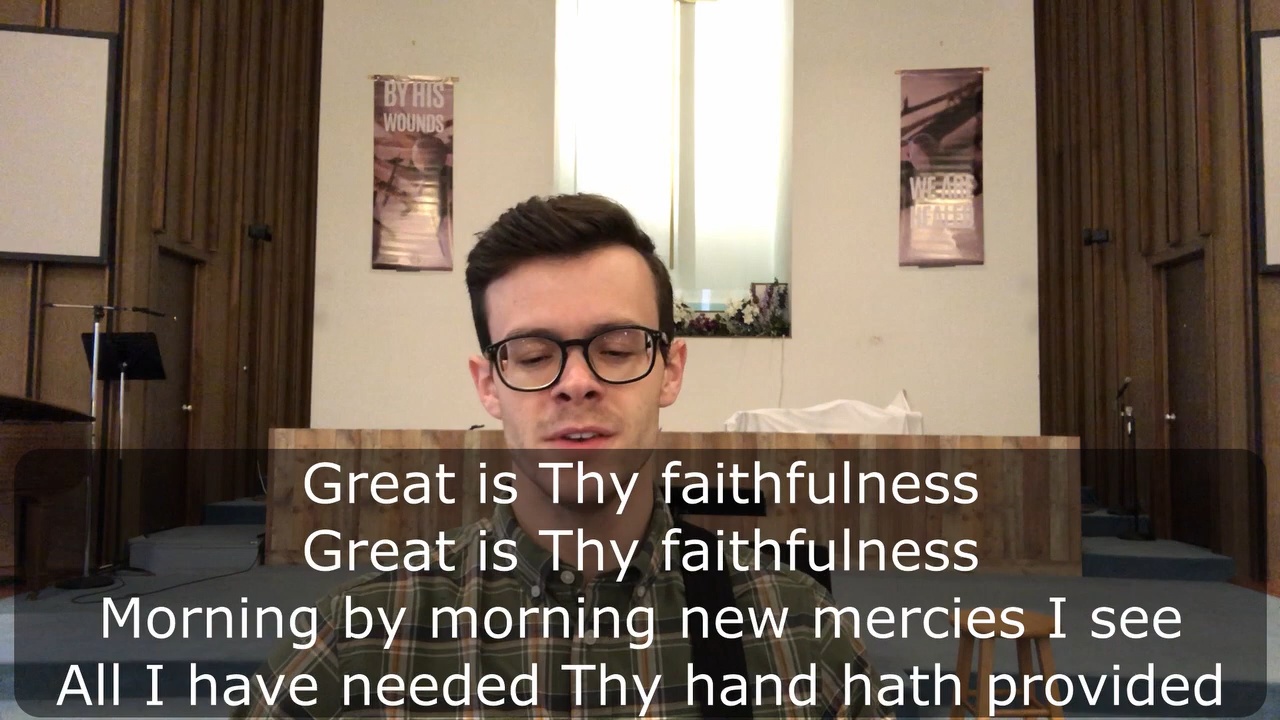 BY HIS
WOUNDS
WE ARE
HEALED
Great is Thy faithfulness
Great is Thy faithfulness
Morning by morning new mercies I see
All I have needed Thy hand hath provided